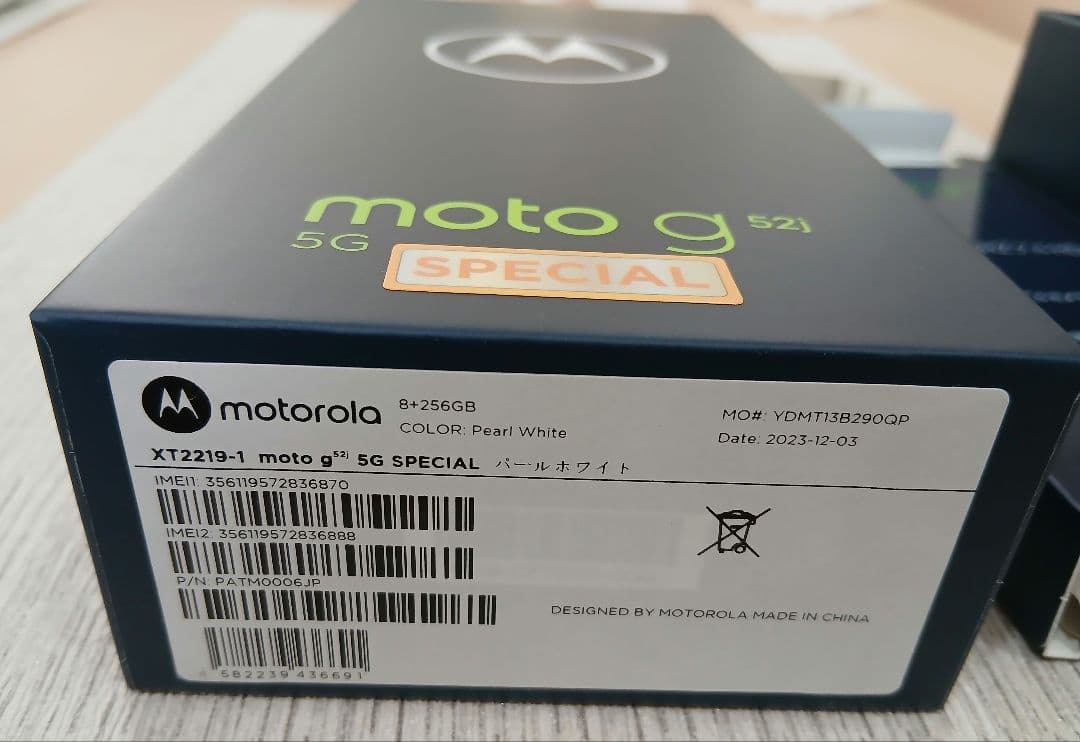 moto g 52j
5G
SPECIAL
motorola
8+256GB
COLOR: Pearl White
MO#: YDMT13B290QP
Date: 2023-12-03
XT2219-1 moto g52j 5G SPECIAL パールホワイト
IMEI1: 356119572836870
IMEI2: 356119572836888
P/N: PATM0006JP
DESIGNED BY MOTOROLA MADE IN CHINA
4 582239 436691